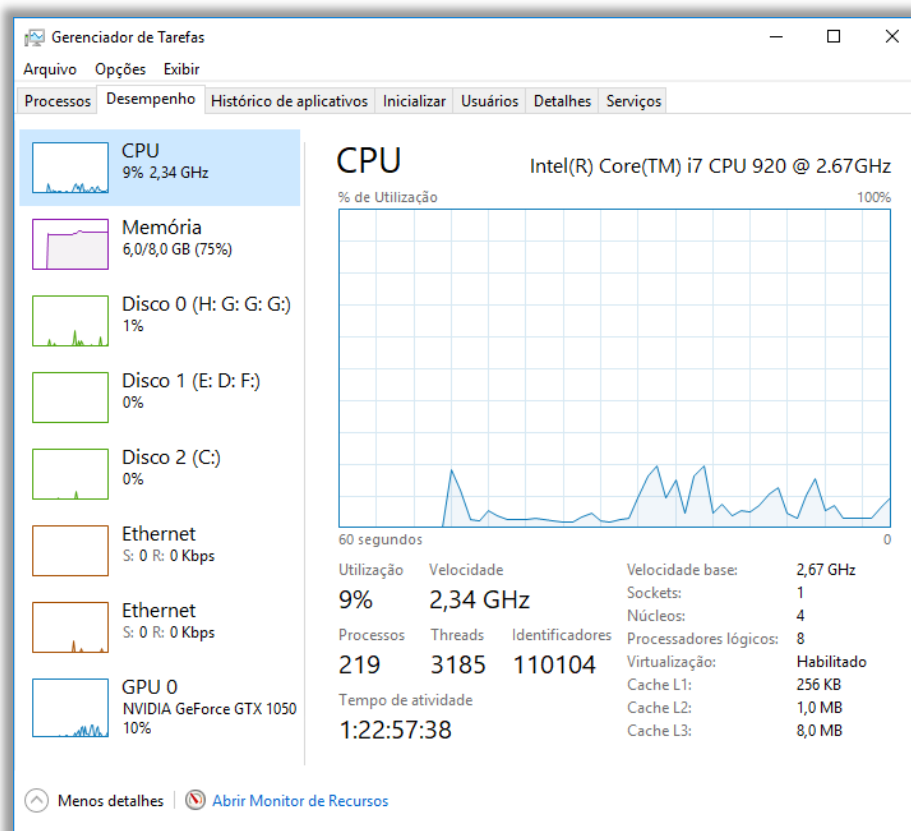 Gerenciador de Tarefas
Arquivo Opções Exibir
Processos Desempenho Histórico de aplicativos Inicializar Usuários Detalhes Serviços
CPU
9% 2,34 GHz
Memória
6,0/8,0 GB (75%)
Disco 0 (H: G: G: G:)
1%
Disco 1 (E: D: F:)
0%
Disco 2 (C:)
0%
Ethernet
S: 0 R: 0 Kbps
Ethernet
S: 0 R: 0 Kbps
GPU 0
NVIDIA GeForce GTX 1050
10%
CPU Intel(R) Core(TM) i7 CPU 920 @ 2.67GHz
% de Utilização 100%
60 segundos 0
Utilização Velocidade
9% 2,34 GHz
Processos Threads Identificadores
219 3185 110104
Tempo de atividade
1:22:57:38
Velocidade base: 2,67 GHz
Sockets: 1
Núcleos: 4
Processadores lógicos: 8
Virtualização: Habilitado
Cache L1: 256 KB
Cache L2: 1,0 MB
Cache L3: 8,0 MB
Menos detalhes Abrir Monitor de Recursos